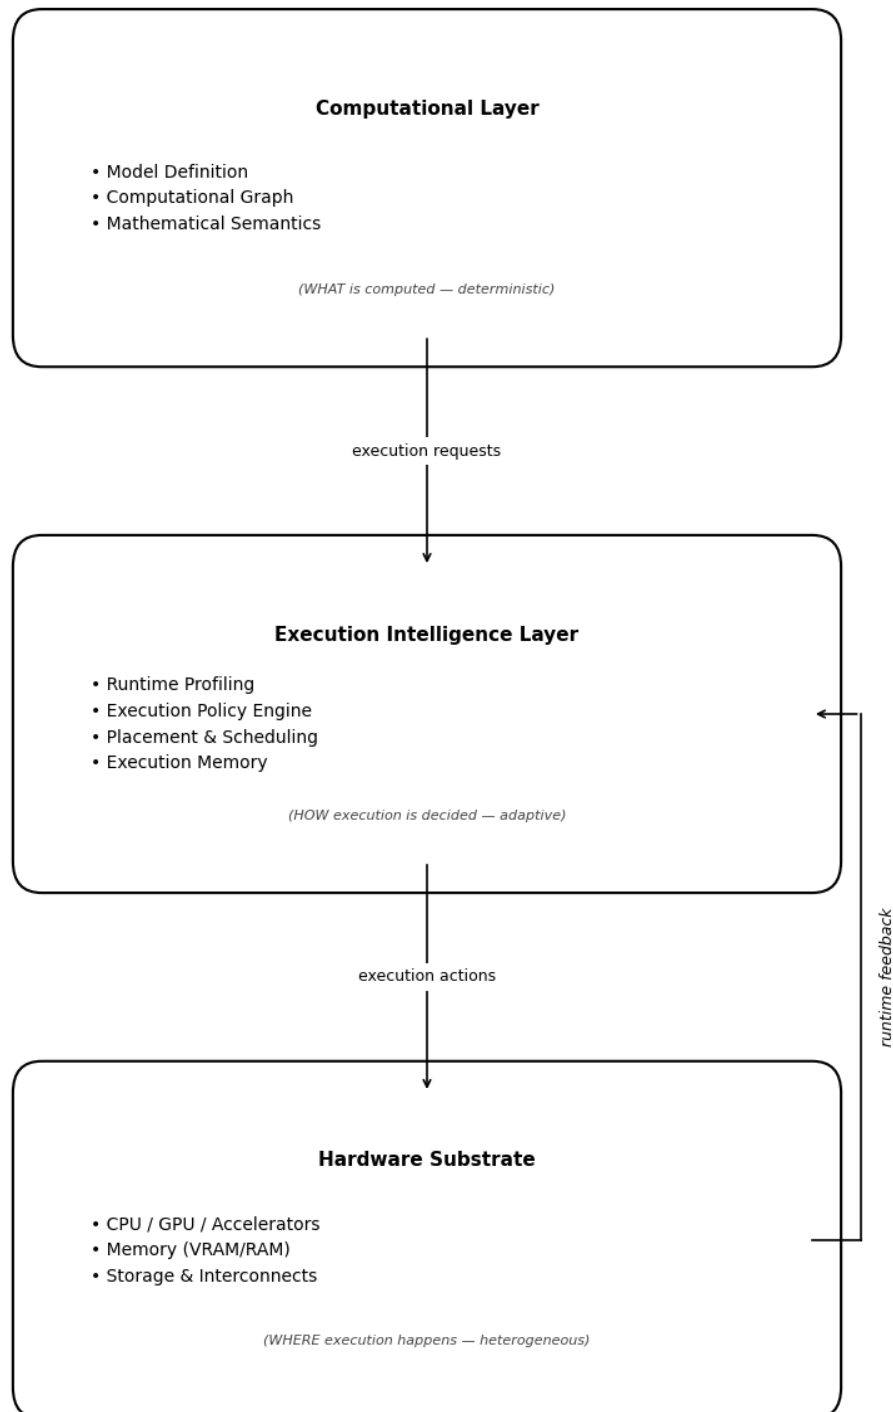 Computational Layer
• Model Definition
• Computational Graph
• Mathematical Semantics
(WHAT is computed — deterministic)
execution requests
Execution Intelligence Layer
• Runtime Profiling
• Execution Policy Engine
• Placement & Scheduling
• Execution Memory
(HOW execution is decided — adaptive)
runtime feedback
execution actions
Hardware Substrate
• CPU / GPU / Accelerators
• Memory (VRAM/RAM)
• Storage & Interconnects
(WHERE execution happens — heterogeneous)